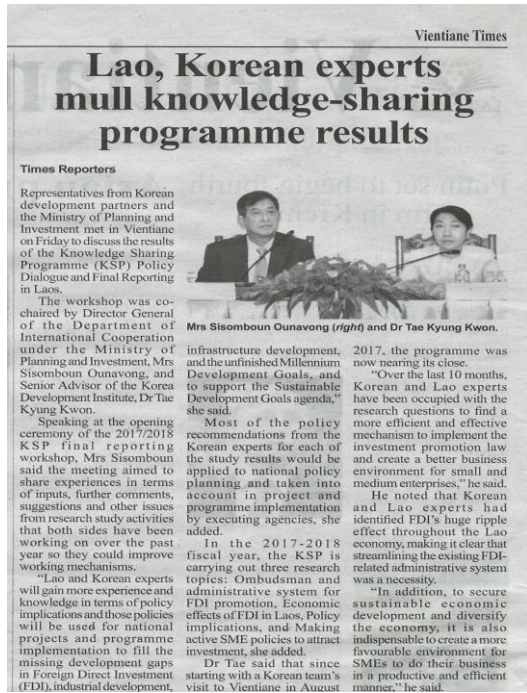 Vientiane Times
Lao, Korean experts
mull knowledge-sharing
programme results
Times Reporters
Representatives from Korean
development partners and
the Ministry of Planning and
Investment met in Vientiane
on Friday to discuss the results
of the Knowledge Sharing
Programme (KSP) Policy
Dialogue and Final Reporting
in Laos.
The workshop was co-
chaired by Director General
of the Department of
International Cooperation
under the Ministry of
Planning and Investment, Mrs
Sisomboun Ounavong, and
Senior Advisor of the Korea
Development Institute, Dr Tae
Kyung Kwon.
Speaking at the opening
ceremony of the 2017/2018
KSP final reporting
workshop, Mrs Sisomboun
said the meeting aimed to
share experiences in terms
of inputs, further comments,
suggestions and other issues
from research study activities
that both sides have been
working on over the past
year so they could improve
working mechanisms.
"Lao and Korean experts
will gain more experience and
knowledge in terms of policy
implications and those policies
will be used for national
projects and programme
implementation to fill the
missing development gaps
in Foreign Direct Investment
(FDI), industrial development,
Mrs Sisomboun Ounavong (right) and Dr Tae Kyung Kwon.
infrastructure development,
and the unfinished Millennium
Development Goals, and
to support the Sustainable
Development Goals agenda,"
she said.
Most of the policy
recommendations from the
Korean experts for each of
the study results would be
applied to national policy
planning and taken into
account in project and
programme implementation
by executing agencies, she
added.
In the 2017-2018
fiscal year, the KSP is
carrying out three research
topics: Ombudsman and
administrative system for
FDI promotion, Economic
effects of FDI in Laos, Policy
implications, and Making
active SME policies to attract
investment, she added.
Dr Tae said that since
starting with a Korean team's
visit to Vientiane in August
2017, the programme was
now nearing its close.
"Over the last 10 months,
Korean and Lao experts
have been occupied with the
research questions to find a
more efficient and effective
mechanism to implement the
investment promotion law
and create a better business
environment for small and
medium enterprises," he said.
He noted that Korean
and Lao experts had
identified FDI's huge ripple
effect throughout the Lao
economy, making it clear that
streamlining the existing FDI-
related administrative system
was a necessity.
"In addition, to secure
sustainable economic
development and diversify
the economy, it is also
indispensable to create a more
favourable environment for
SMEs to do their business
in a productive and efficient
manner," he said.